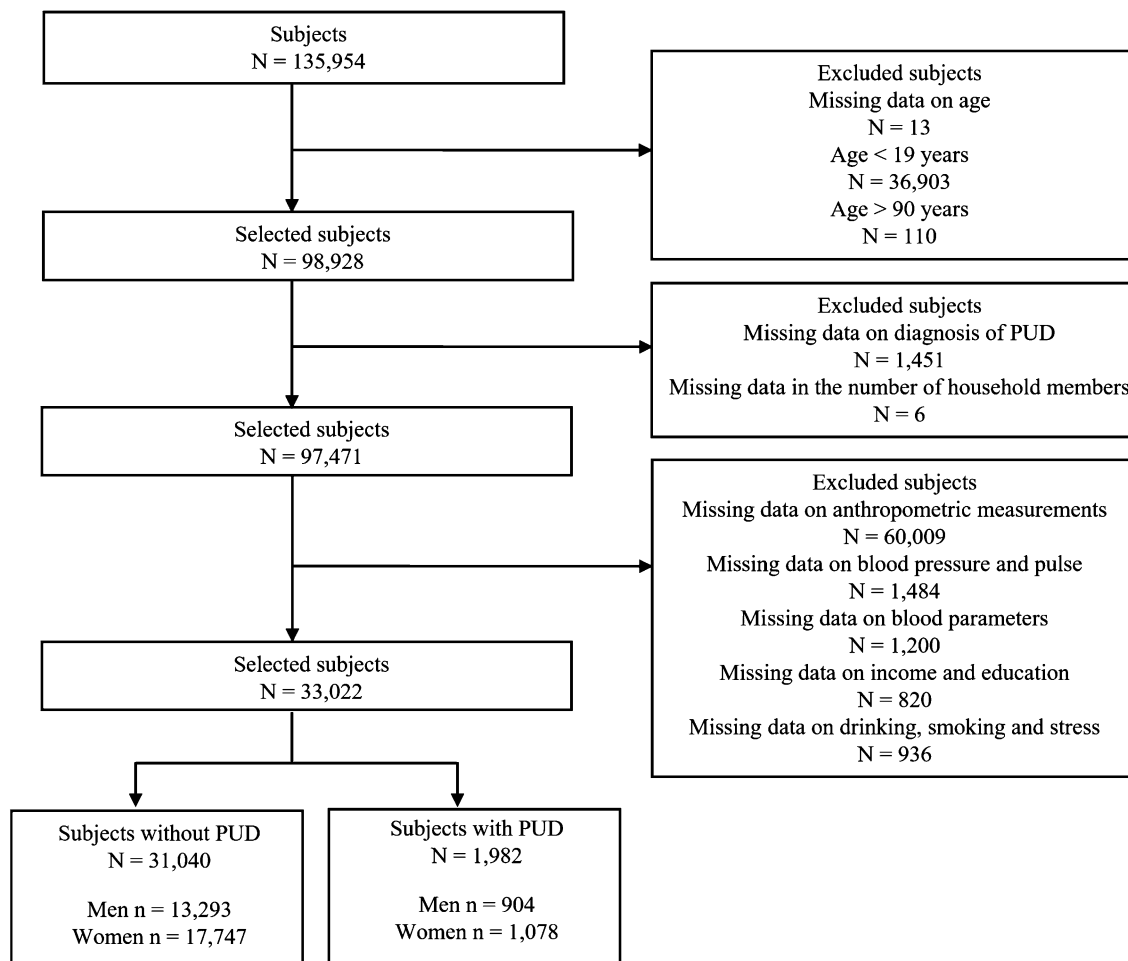 Subjects
N = 135,954
Excluded subjects
Missing data on age
N = 13
Age < 19 years
N = 36,903
Age > 90 years
N = 110
Selected subjects
N = 98,928
Excluded subjects
Missing data on diagnosis of PUD
N = 1,451
Missing data in the number of household members
N = 6
Selected subjects
N = 97,471
Excluded subjects
Missing data on anthropometric measurements
N = 60,009
Missing data on blood pressure and pulse
N = 1,484
Missing data on blood parameters
N = 1,200
Missing data on income and education
N = 820
Missing data on drinking, smoking and stress
N = 936
Selected subjects
N = 33,022
Subjects without PUD
N = 31,040
Men n = 13,293
Women n = 17,747
Subjects with PUD
N = 1,982
Men n = 904
Women n = 1,078